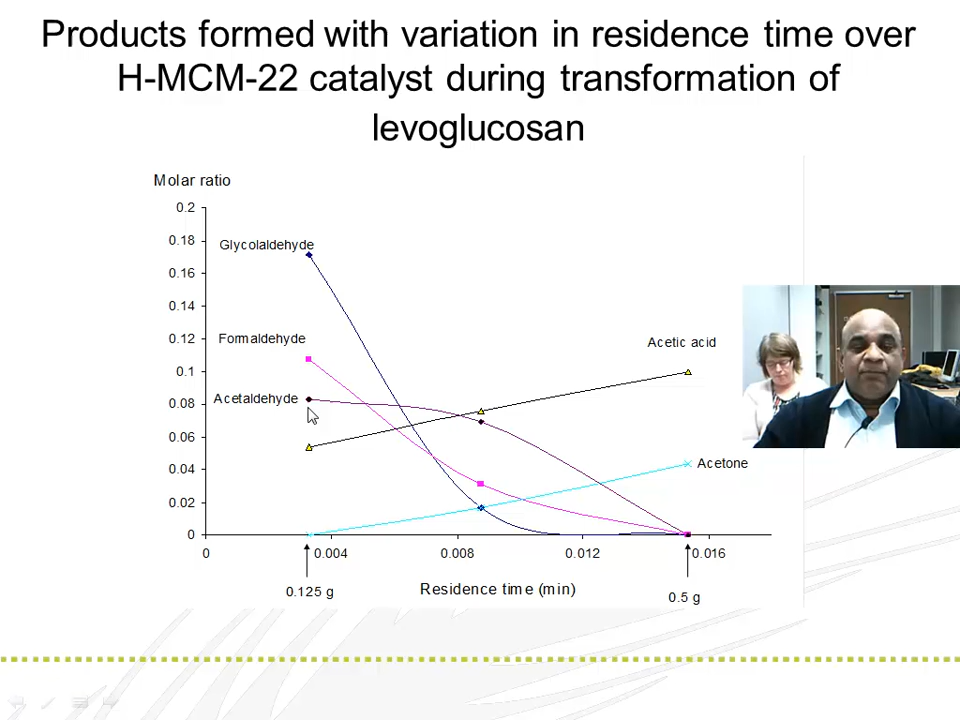 Products formed with variation in residence time over
H-MCM-22 catalyst during transformation of
levoglucosan
Molar ratio
0.2
0.18
Glycolaldehyde
0.16
0.14
0.12
Formaldehyde
Acetic acid
0.1
0.08
Acetaldehyde
0.06
0.04
Acetone
0.02
0
0
0.004
0.008
0.012
0.016
0.125 g
Residence time (min)
0.5 g